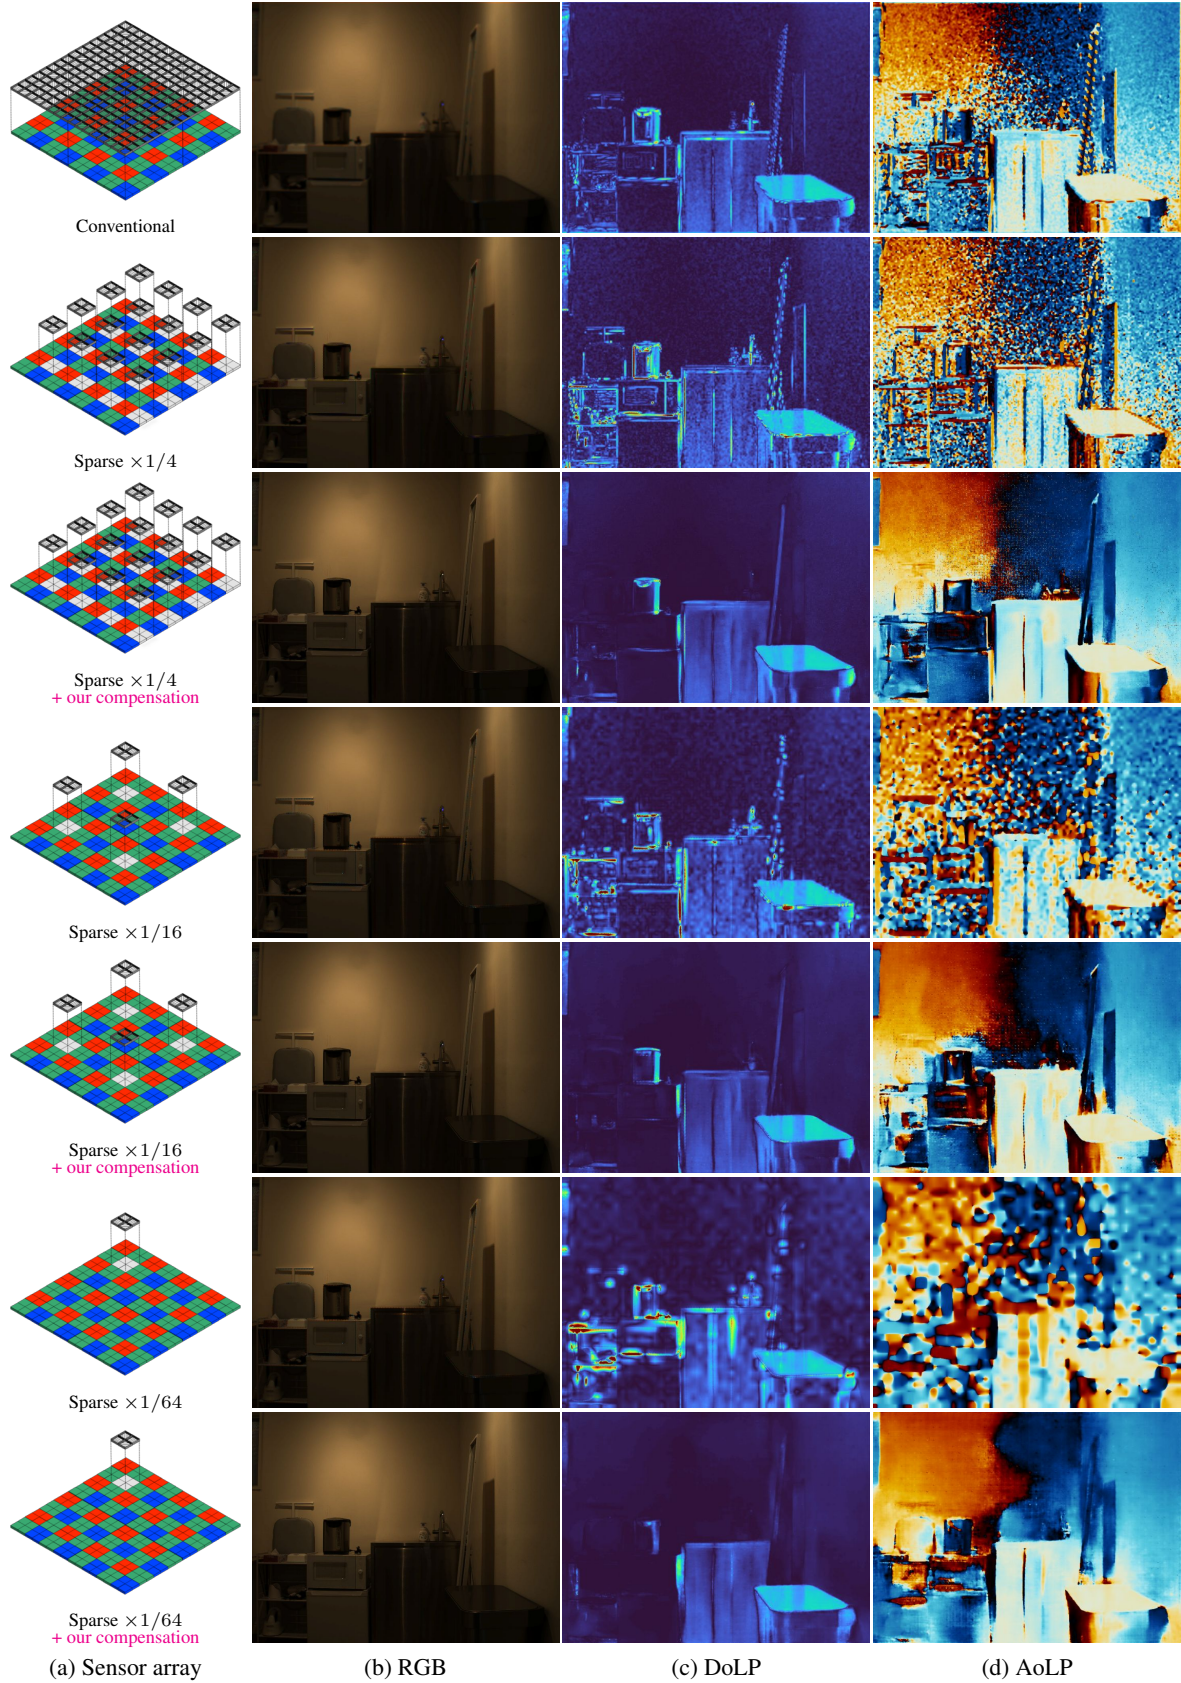 Conventional
Sparse ×1/4
Sparse ×1/4
+ our compensation
Sparse ×1/16
Sparse ×1/16
+ our compensation
Sparse ×1/64
Sparse ×1/64
+ our compensation
(a) Sensor array
(b) RGB
(c) DoLP
(d) AoLP